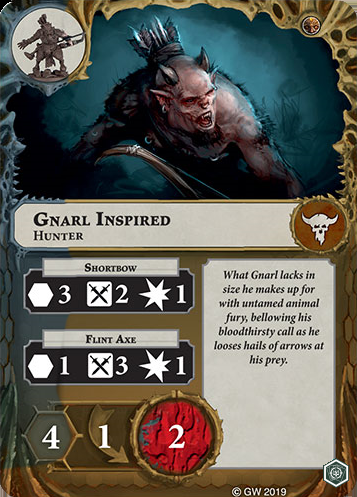 Gnarl Inspired
Hunter
Shortbow
3 2 1
Flint Axe
1 3 1
What Gnarl lacks in
size he makes up for
with untamed animal
fury, bellowing his
bloodthirsty call as he
looses hails of arrows at
his prey.
4 1 2
© GW 2019